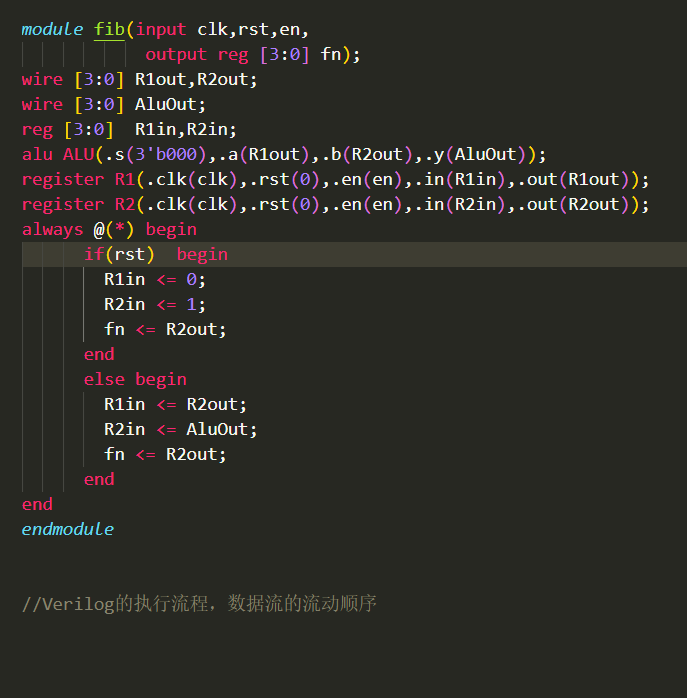 module fib(input clk,rst,en,
output reg [3:0] fn);
wire [3:0] R1out,R2out;
wire [3:0] AluOut;
reg [3:0]  R1in,R2in;
alu ALU(.s(3'b000),.a(R1out),.b(R2out),.y(AluOut));
register R1(.clk(clk),.rst(0),.en(en),.in(R1in),.out(R1out));
register R2(.clk(clk),.rst(0),.en(en),.in(R2in),.out(R2out));
always @(*) begin
if(rst)  begin
R1in <= 0;
R2in <= 1;
fn <= R2out;
end
else begin
R1in <= R2out;
R2in <= AluOut;
fn <= R2out;
end
end
endmodule
//Verilog的执行流程，数据流的流动顺序